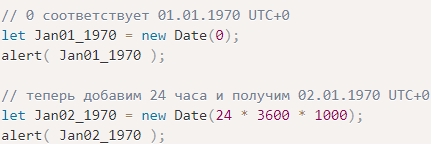 // 0 соответствует 01.01.1970 UTC+0
let Jan01_1970 = new Date(0);
alert( Jan01_1970 );
// теперь добавим 24 часа и получим 02.01.1970 UTC+0
let Jan02_1970 = new Date(24 * 3600 * 1000);
alert( Jan02_1970 );